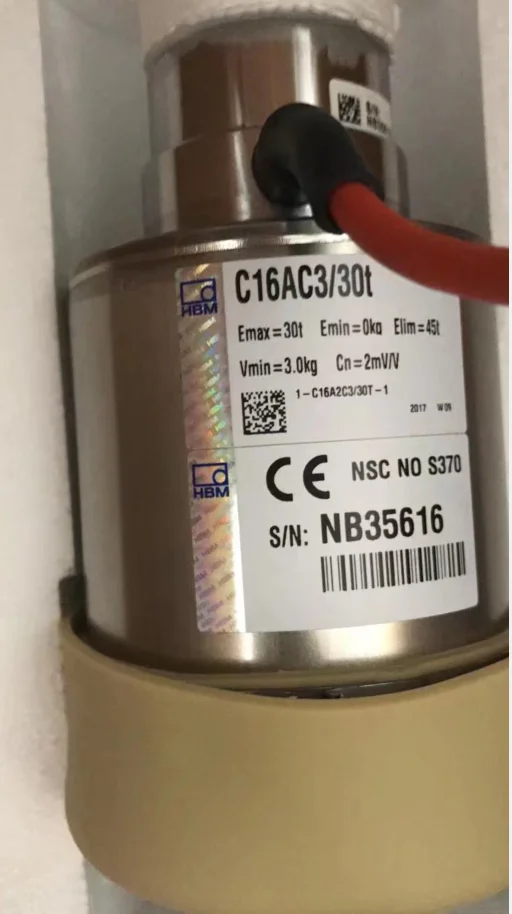 S/N
HBM
C16AC3/30t
Emax=30t Emin=0kg Elim=45t
Vmin=3.0kg Cn=2mV/V
1-C16A2C3/30T-1
2017 W 09
HBM
CE NSC NO S370
S/N: NB35616